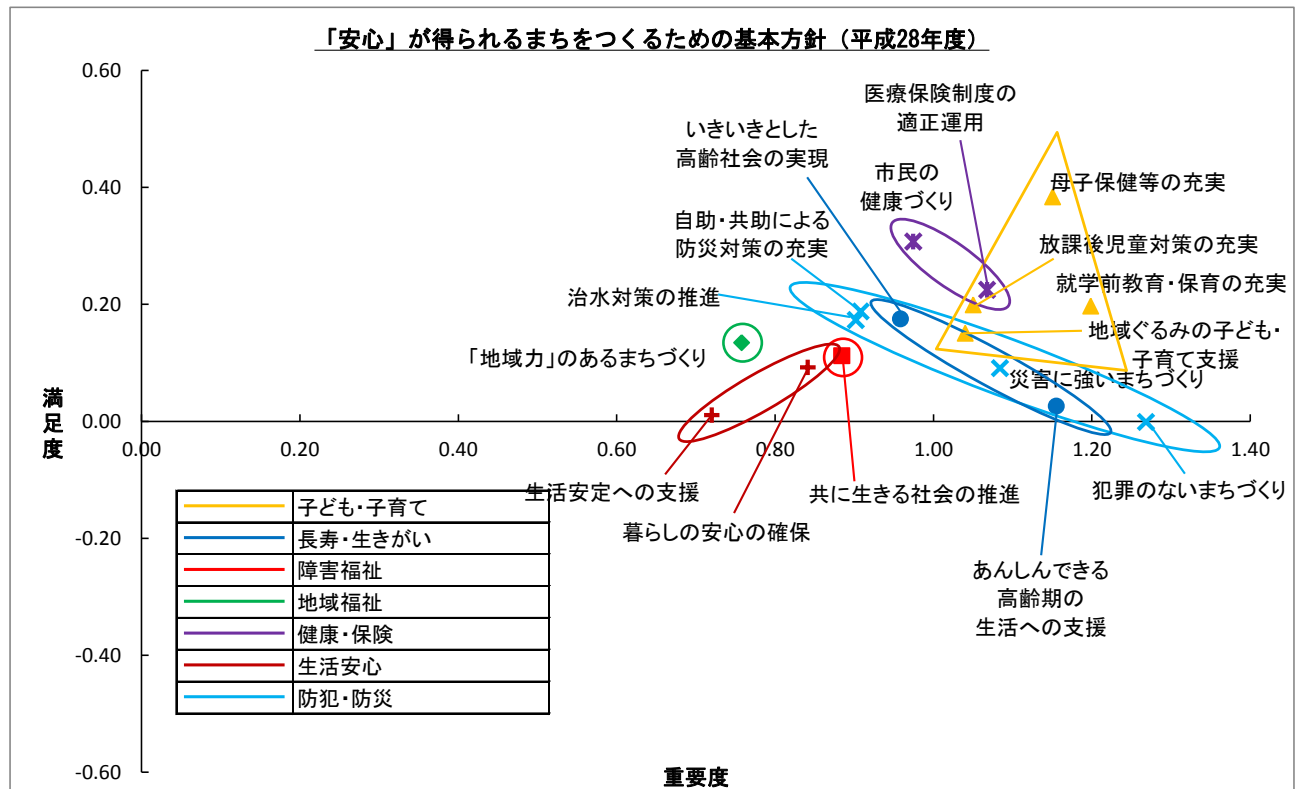 「安心」が得られるまちをつくるための基本方針（平成28年度）
0.60
0.40
0.20
0.00
-0.20
-0.40
-0.60
満足度
0.00
0.20
0.40
0.60
0.80
1.00
1.20
1.40
重要度
医療保険制度の
適正運用
いきいきとした
高齢社会の実現
市民の
健康づくり
母子保健等の充実
自助・共助による
防災対策の充実
放課後児童対策の充実
就学前教育・保育の充実
治水対策の推進
地域ぐるみの子ども・
子育て支援
「地域力」のあるまちづくり
災害に強いまちづくり
生活安定への支援
共に生きる社会の推進
犯罪のないまちづくり
暮らしの安心の確保
あんしんできる
高齢期の
生活への支援
子ども・子育て
長寿・生きがい
障害福祉
地域福祉
健康・保険
生活安心
防犯・防災